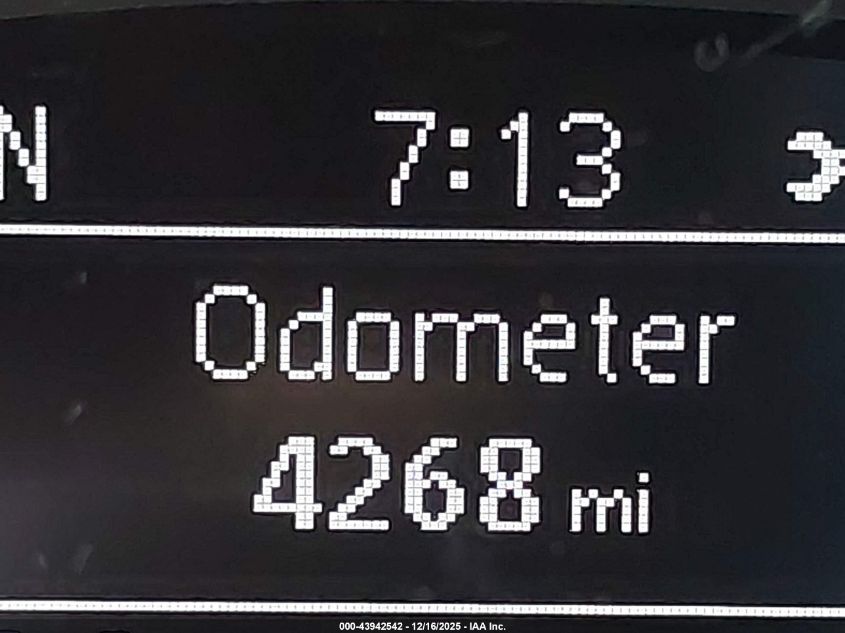 N 7:13
Odometer
4268 mi
000-43942542 - 12/16/2025 - IAA Inc.